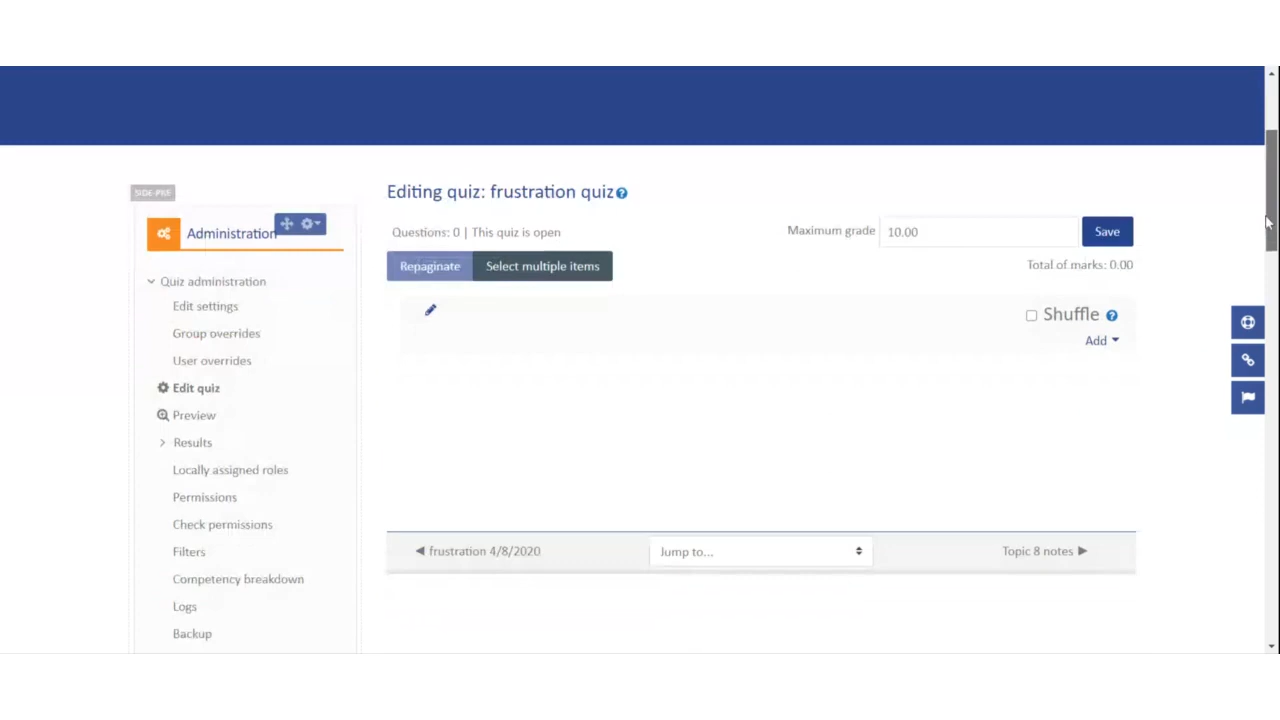 SIDE-PRE
Administration
Quiz administration
Edit settings
Group overrides
User overrides
Edit quiz
Preview
Results
Locally assigned roles
Permissions
Check permissions
Filters
Competency breakdown
Logs
Backup
Editing quiz: frustration quiz
Questions: 0 | This quiz is open
Maximum grade 10.00 Save
Repaginate Select multiple items
Total of marks: 0.00
Shuffle
Add
◀ frustration 4/8/2020
Jump to...
Topic 8 notes ▶